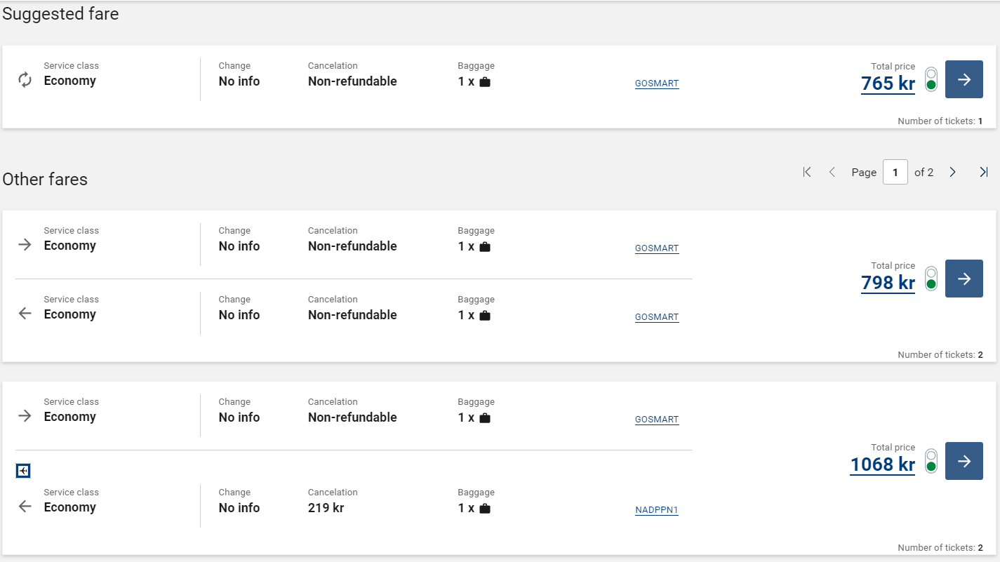 Suggested fare
Service class Change Cancelation Baggage Total price
Economy No info Non-refundable 1 x GOSMART 765 kr
Number of tickets: 1
Other fares
Page 1 of 2
Service class Change Cancelation Baggage
Economy No info Non-refundable 1 x GOSMART
Total price
798 kr
Service class Change Cancelation Baggage
Economy No info Non-refundable 1 x GOSMART
Number of tickets: 2
Service class Change Cancelation Baggage
Economy No info Non-refundable 1 x GOSMART
Total price
1068 kr
Service class Change Cancelation Baggage
Economy No info 219 kr 1 x NADPPN1
Number of tickets: 2